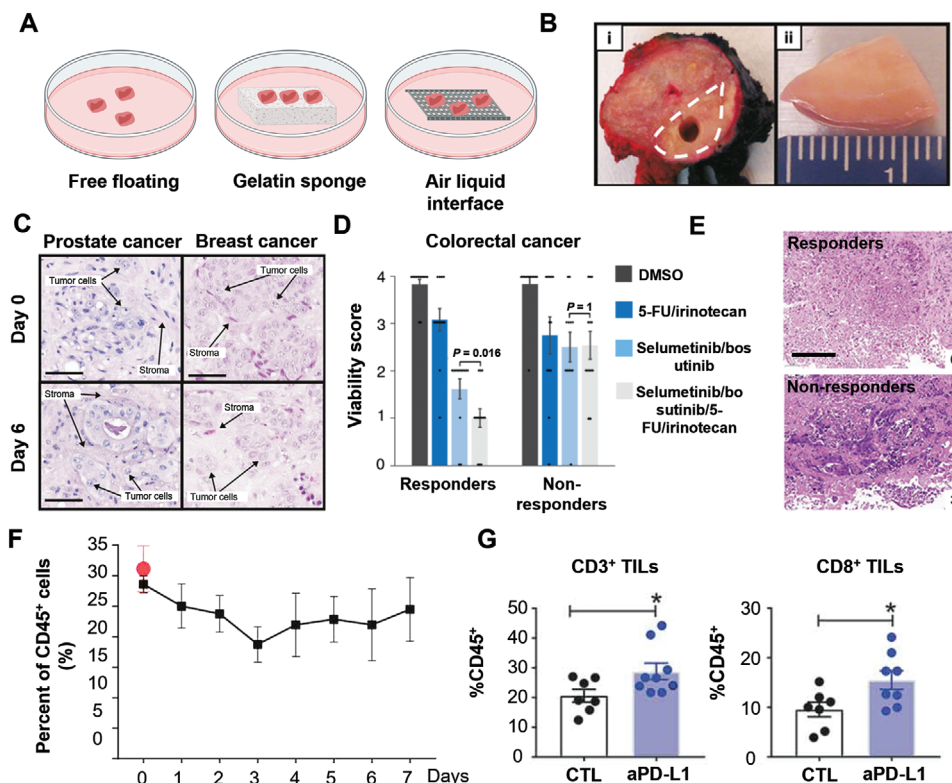 A
Free floating
Gelatin sponge
Air liquid
interface
B
i
ii
1
C
Prostate cancer
Breast cancer
Day 0
Tumor cells
Stroma
Tumor cells
Stroma
Day 6
Stroma
Tumor cells
Stroma
Tumor cells
D
Colorectal cancer
Viability score
4
3
2
1
0
P = 0.016
P = 1
Responders
Non-
responders
DMSO
5-FU/irinotecan
Selumetinib/bos
utinib
Selumetinib/bo
sutinib/5-
FU/irinotecan
E
Responders
Non-responders
F
Percent of CD45+ cells
(%)
35
30
25
20
15
10
5
0
0 1 2 3 4 5 6 7 Days
G
CD3+ TILs
%CD45+
50
40
30
20
10
0
*
CTL aPD-L1
CD8+ TILs
%CD45+
30
20
10
0
*
CTL aPD-L1